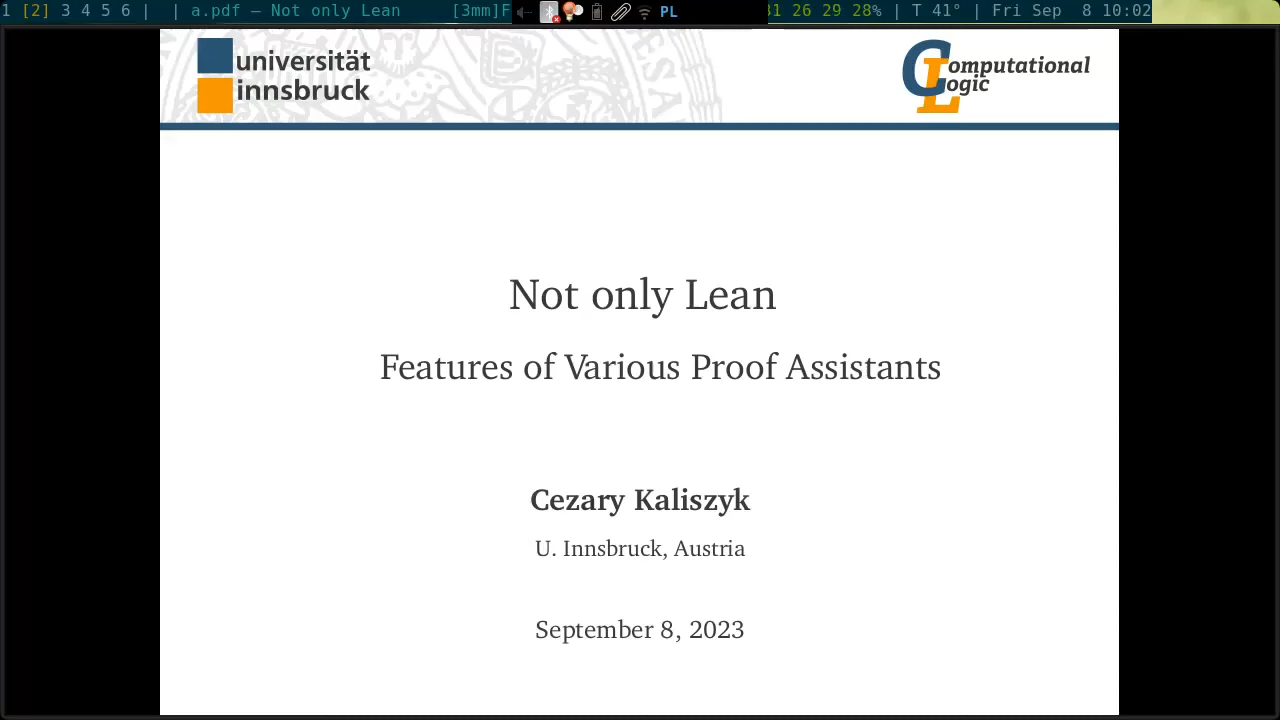 1 [2] 3 4 5 6 | | a.pdf — Not only Lean [3mm]F PL 31 26 29 28% | T 41° | Fri Sep 8 10:02
universität
innsbruck
Computational
Logic
Not only Lean
Features of Various Proof Assistants
Cezary Kaliszyk
U. Innsbruck, Austria
September 8, 2023